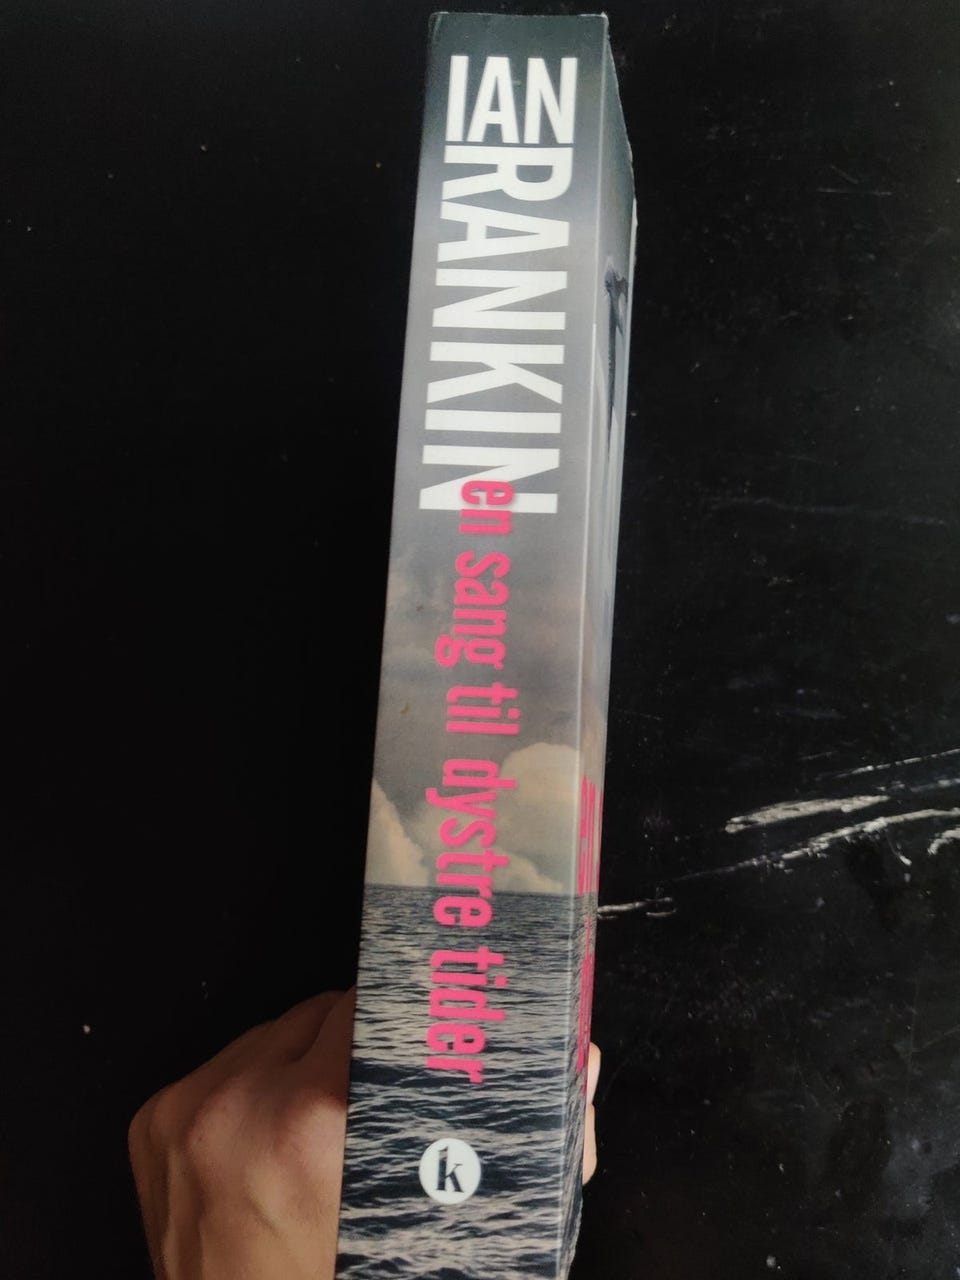 IAN
RANKIN
en sang til dystre tider
k